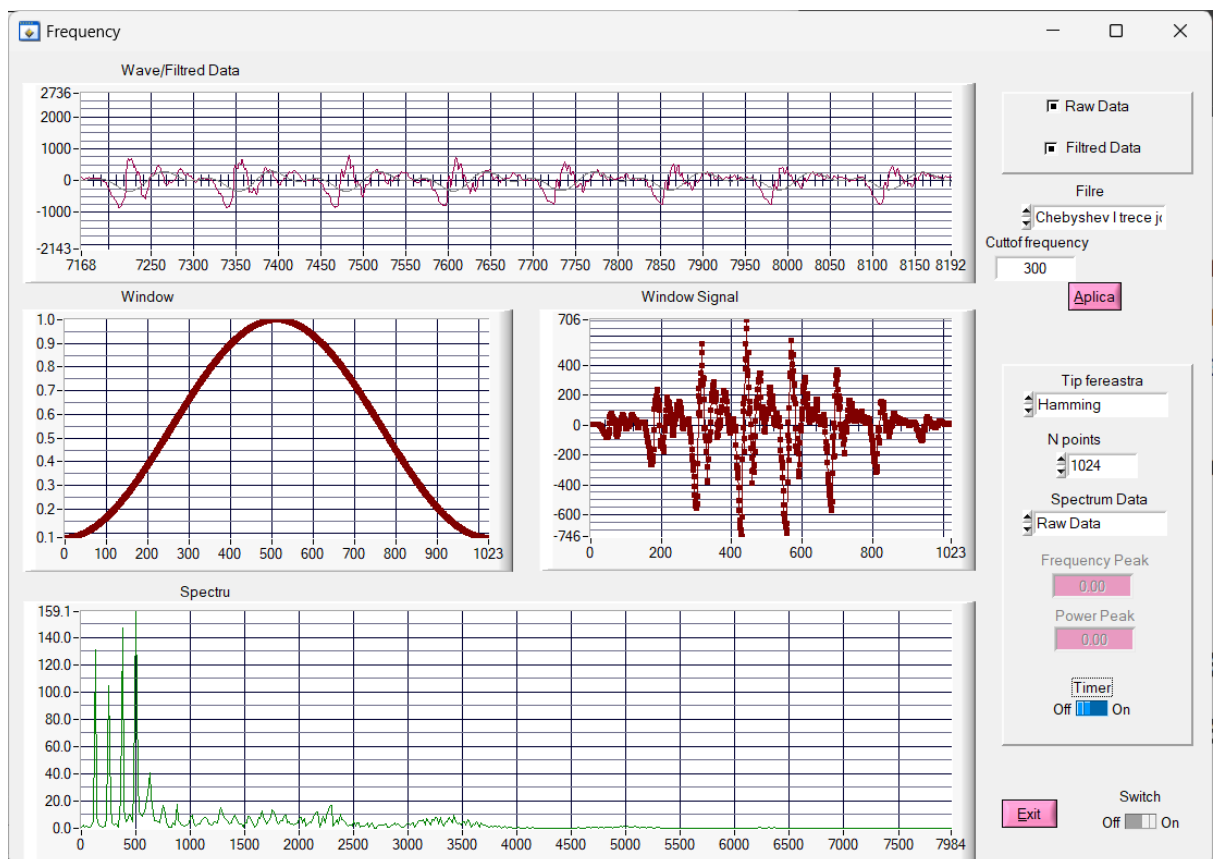 Frequency
Wave/Filtred Data
2736
2000
1000
0
-1000
-2143
7168 7250 7300 7350 7400 7450 7500 7550 7600 7650 7700 7750 7800 7850 7900 7950 8000 8050 8100 8150 8192
Raw Data
Filtred Data
Filre
Chebyshev I trece jo
Cuttof frequency
300
Aplica
Window
1.0
0.9
0.8
0.7
0.6
0.5
0.4
0.3
0.2
0.1
0 100 200 300 400 500 600 700 800 900 1023
Window Signal
706
400
200
0
-200
-400
-600
-746
0 200 400 600 800 1023
Tip fereastra
Hamming
N points
1024
Spectrum Data
Raw Data
Frequency Peak
0.00
Power Peak
0.00
Timer
Off On
Spectru
159.1
140.0
120.0
100.0
80.0
60.0
40.0
20.0
0.0
0 500 1000 1500 2000 2500 3000 3500 4000 4500 5000 5500 6000 6500 7000 7984
Exit
Switch
Off On